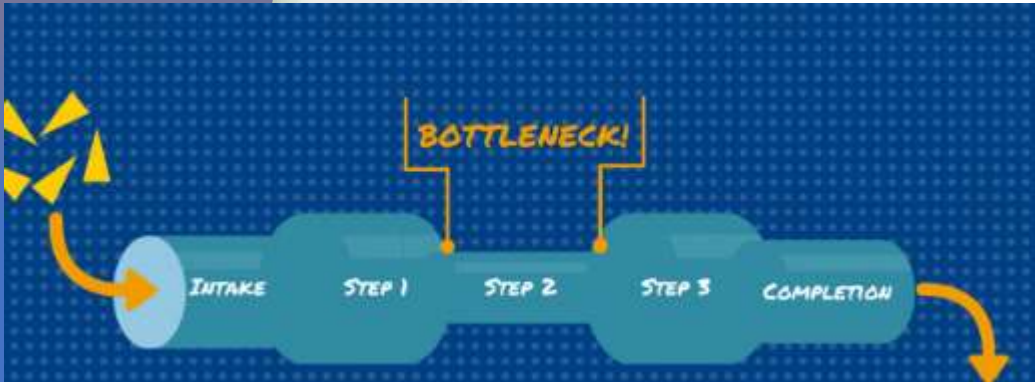 BOTTLENECK!
INTAKE
STEP 1
STEP 2
STEP 3
COMPLETION